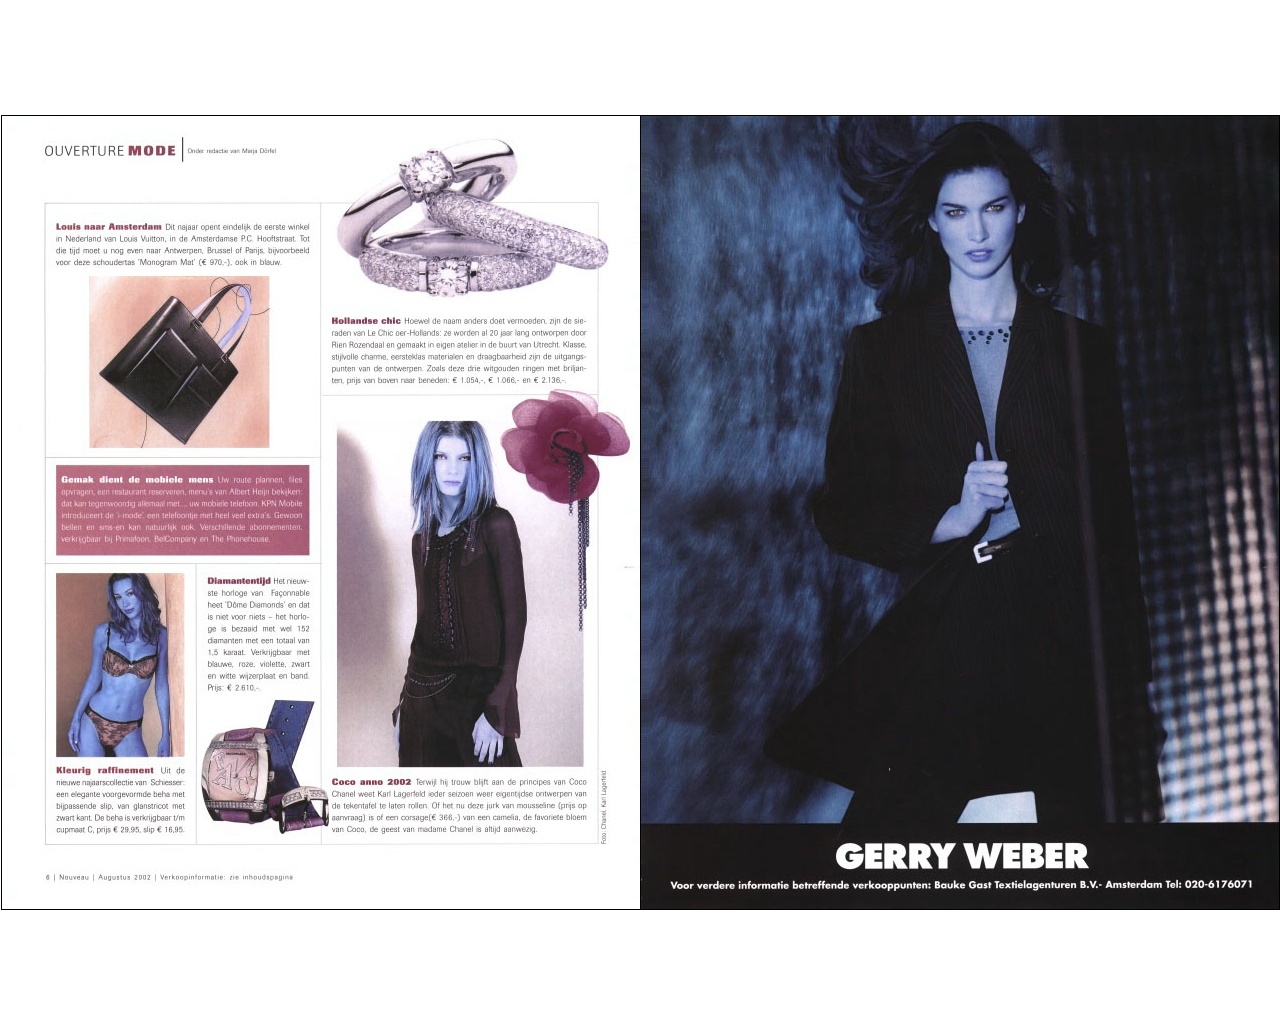 OUVERTURE MODE
Onder redactie van Marja Dörfel
Louis naar Amsterdam Dit najaar opent eindelijk de eerste winkel
in Nederland van Louis Vuitton, in de Amsterdamse P.C. Hooftstraat. Tot
die tijd moet u nog even naar Antwerpen, Brussel of Parijs, bijvoorbeeld
voor deze schoudertas 'Monogram Mat' (€ 970,-), ook in blauw.
Hollandse chic Hoewel de naam anders doet vermoeden, zijn de sie-
raden van Le Chic oer-Hollands: ze worden al 20 jaar lang ontworpen door
Rien Rozendaal en gemaakt in eigen atelier in de buurt van Utrecht. Klasse,
stijlvolle charme, eersteklas materialen en draagbaarheid zijn de uitgangs-
punten van de ontwerpen. Zoals deze drie witgouden ringen met briljan-
ten, prijs van boven naar beneden: € 1.054,-, € 1.066,- en € 2.136,-.
Gemak dient de mobiele mens Uw route plannen, files
opvragen, een restaurant reserveren, menu's van Albert Heijn bekijken:
dat kan tegenwoordig allemaal met... uw mobiele telefoon. KPN Mobile
introduceert de 'i-mode', een telefoontje met heel veel extra's. Gewoon
bellen en sms-en kan natuurlijk ook. Verschillende abonnementen,
verkrijgbaar bij Primafoon, BelCompany en The Phonehouse.
Diamantentijd Het nieuw-
ste horloge van Façonnable
heet 'Dôme Diamonds' en dat
is niet voor niets – het horlo-
ge is bezaaid met wel 152
diamanten met een totaal van
1,5 karaat. Verkrijgbaar met
blauwe, roze, violette, zwart
en witte wijzerplaat en band.
Prijs: € 2.610,-.
Kleurig raffinement Uit de
nieuwe najaarscollectie van Schiesser:
een elegante voorgevormde beha met
bijpassende slip, van glanstricot met
zwart kant. De beha is verkrijgbaar t/m
cupmaat C, prijs € 29,95, slip € 16,95.
Coco anno 2002 Terwijl hij trouw blijft aan de principes van Coco
Chanel weet Karl Lagerfeld ieder seizoen weer eigentijdse ontwerpen van
de tekentafel te laten rollen. Of het nu deze jurk van mousseline (prijs op
aanvraag) is of een corsage(€ 366,-) van een camelia, de favoriete bloem
van Coco, de geest van madame Chanel is altijd aanwezig.
Foto: Chanel, Karl Lagerfeld
6 | Nouveau | Augustus 2002 | Verkoopinformatie: zie inhoudspagina
GERRY WEBER
Voor verdere informatie betreffende verkooppunten: Bauke Gast Textielagenturen B.V.- Amsterdam Tel: 020-6176071